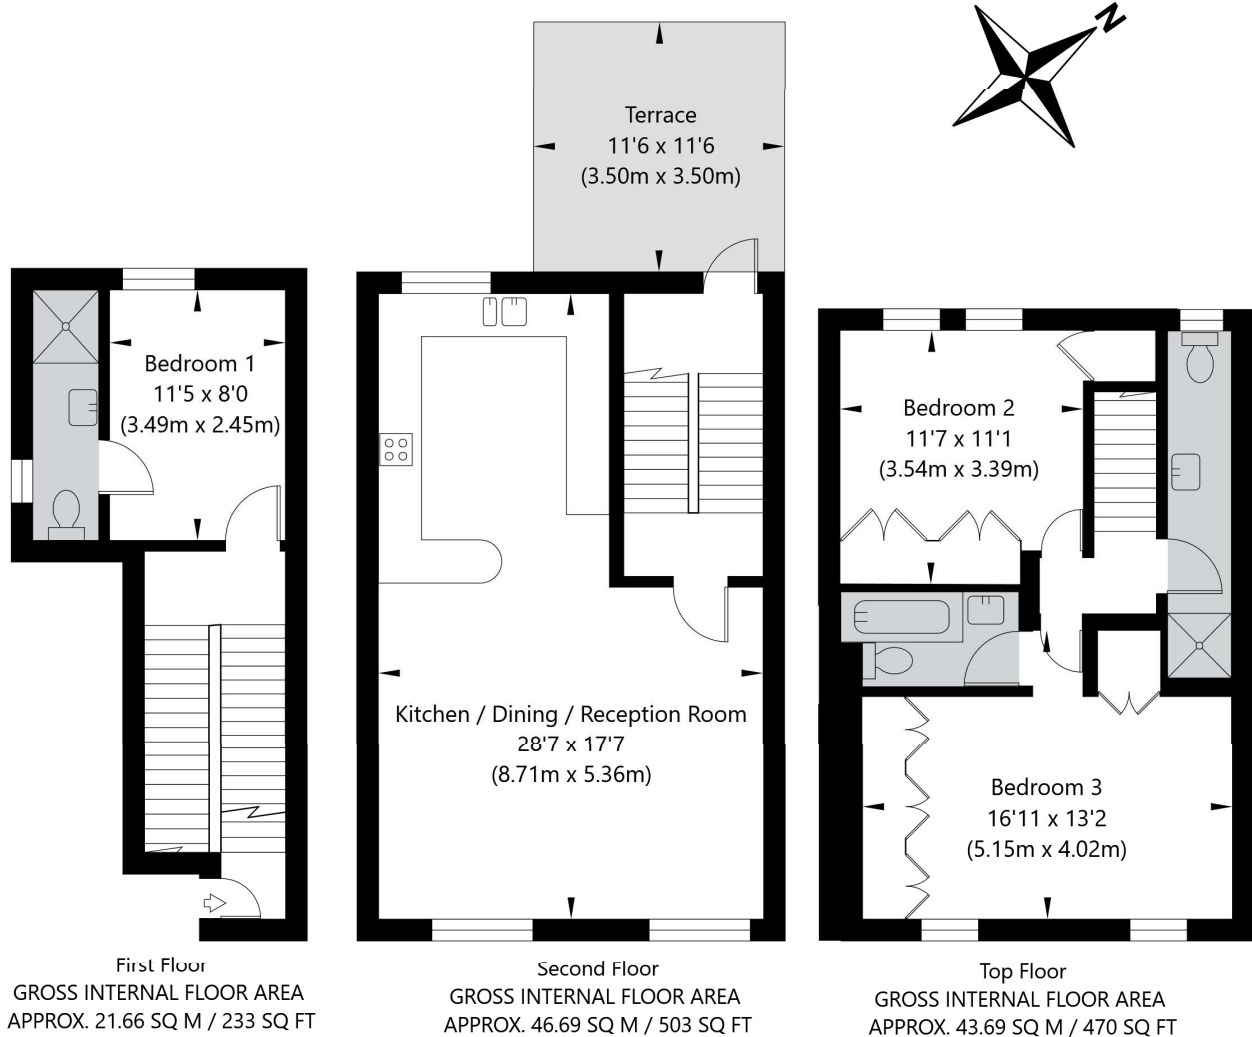 N
Terrace
11'6 x 11'6
(3.50m x 3.50m)
Bedroom 1
11'5 x 8'0
(3.49m x 2.45m)
Bedroom 2
11'7 x 11'1
(3.54m x 3.39m)
Kitchen / Dining / Reception Room
28'7 x 17'7
(8.71m x 5.36m)
Bedroom 3
16'11 x 13'2
(5.15m x 4.02m)
First Floor
GROSS INTERNAL FLOOR AREA
APPROX. 21.66 SQ M / 233 SQ FT
Second Floor
GROSS INTERNAL FLOOR AREA
APPROX. 46.69 SQ M / 503 SQ FT
Top Floor
GROSS INTERNAL FLOOR AREA
APPROX. 43.69 SQ M / 470 SQ FT